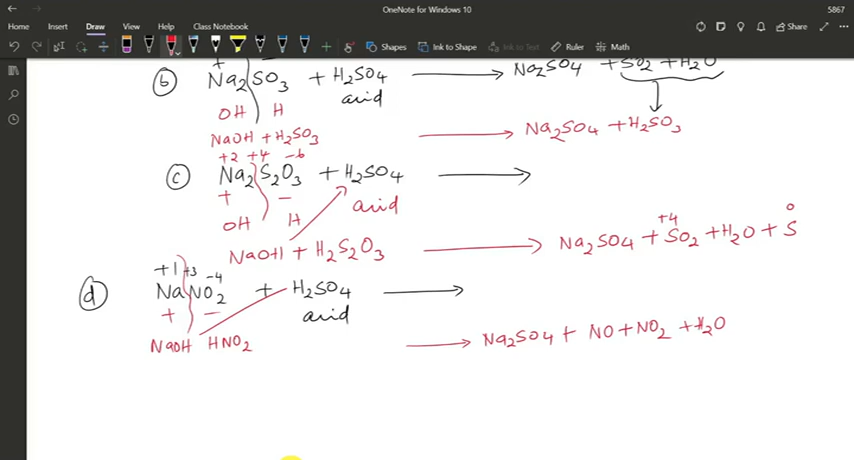 OneNote for Windows 10
5867
Home Insert Draw View Help Class Notebook
Share
Shapes Ink to Shape Ink to Text Ruler Math
+
b Na2SO3 + H2SO4 → Na2SO4 + SO2 + H2O
acid
OH H
NaOH + H2SO3 → Na2SO4 + H2SO3
+2 +4 -6
c Na2S2O3 + H2SO4 →
+ - acid
OH H
NaOH + H2S2O3 → Na2SO4 + SO2 + H2O + S
+4 0
+1 +3 -4
d NaNO2 + H2SO4 →
+ - acid
NaOH HNO2 → Na2SO4 + NO + NO2 + H2O